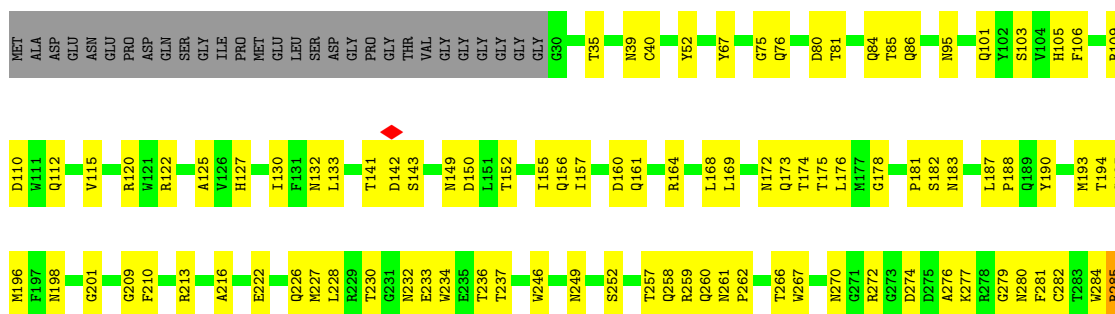 MET ALA ASP GLU ASN GLU PRO ASP GLN SER GLY ILE PRO MET GLU LEU SER ASP GLY PRO GLY THR VAL GLY GLY GLY GLY GLY G30 T35 N39 C40 Y52 Y67 G75 Q76 D80 T81 Q84 T85 Q86 N95 Q101 Y102 S103 V104 H105 F106 R109
D110 W111 Q112 V115 R120 W121 R122 A125 V126 H127 I130 F131 N132 L133 T141 D142 S143 N149 D150 L151 T152 I155 Q156 I157 D160 Q161 R164 L168 L169 N172 Q173 T174 T175 L176 M177 G178 P181 S182 N183 L187 P188 Q189 Y190 M193 T194
M196 F197 N198 G201 G209 F210 R213 A216 E222 Q226 M227 L228 R229 T230 G231 N232 E233 W234 E235 T236 T237 W246 N249 S252 T257 Q258 R259 Q260 N261 P262 T266 W267 N270 G271 R272 G273 D274 D275 A276 K277 R278 G279 N280 F281 C282 T283 W284